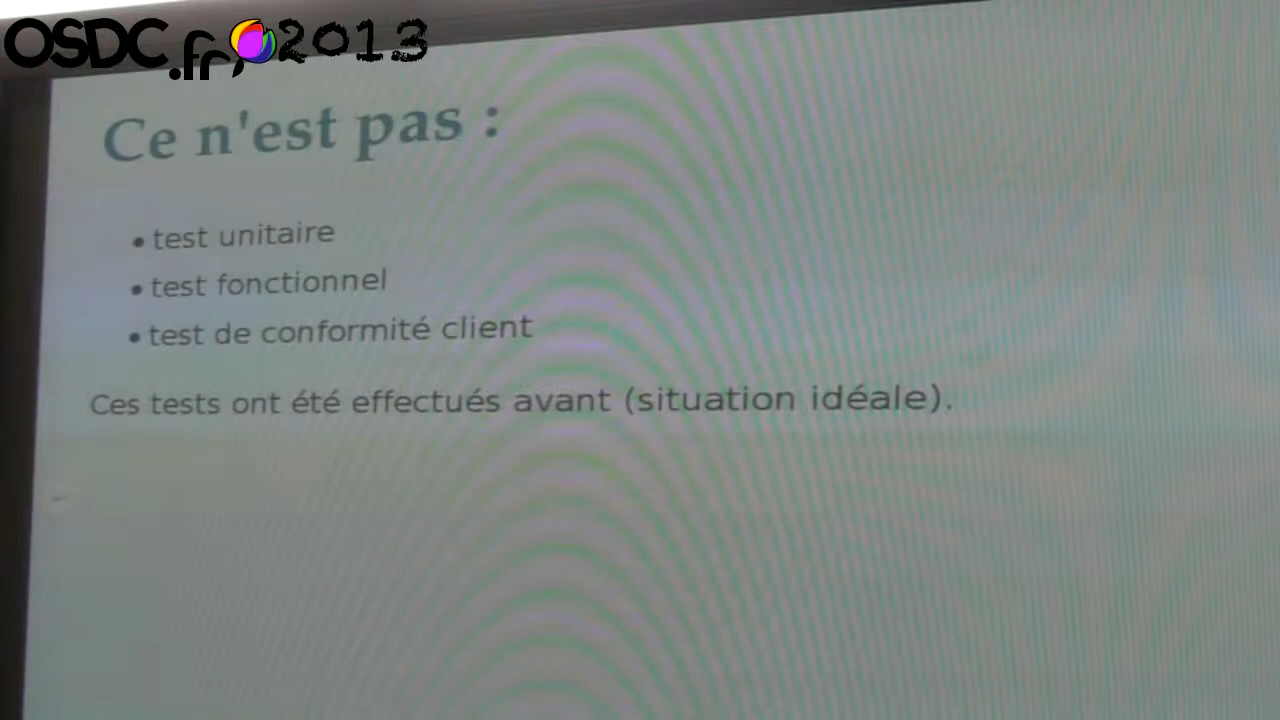 OSDC.fr 2013
Ce n'est pas :
• test unitaire
• test fonctionnel
• test de conformité client
Ces tests ont été effectués avant (situation idéale).